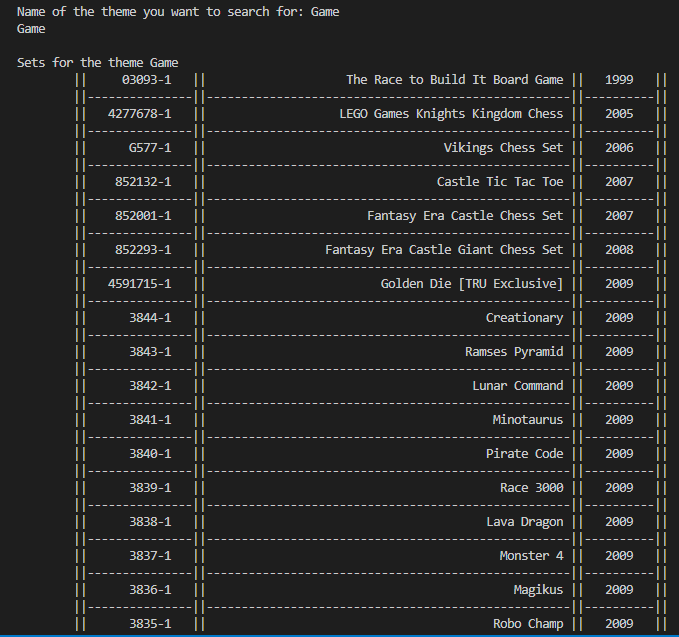 Name of the theme you want to search for: Game
Game
Sets for the theme Game
|| 03093-1 || The Race to Build It Board Game || 1999 ||
||---------------||----------------------------------------------------||----------||
|| 4277678-1 || LEGO Games Knights Kingdom Chess || 2005 ||
||---------------||----------------------------------------------------||----------||
|| G577-1 || Vikings Chess Set || 2006 ||
||---------------||----------------------------------------------------||----------||
|| 852132-1 || Castle Tic Tac Toe || 2007 ||
||---------------||----------------------------------------------------||----------||
|| 852001-1 || Fantasy Era Castle Chess Set || 2007 ||
||---------------||----------------------------------------------------||----------||
|| 852293-1 || Fantasy Era Castle Giant Chess Set || 2008 ||
||---------------||----------------------------------------------------||----------||
|| 4591715-1 || Golden Die [TRU Exclusive] || 2009 ||
||---------------||----------------------------------------------------||----------||
|| 3844-1 || Creationary || 2009 ||
||---------------||----------------------------------------------------||----------||
|| 3843-1 || Ramses Pyramid || 2009 ||
||---------------||----------------------------------------------------||----------||
|| 3842-1 || Lunar Command || 2009 ||
||---------------||----------------------------------------------------||----------||
|| 3841-1 || Minotaurus || 2009 ||
||---------------||----------------------------------------------------||----------||
|| 3840-1 || Pirate Code || 2009 ||
||---------------||----------------------------------------------------||----------||
|| 3839-1 || Race 3000 || 2009 ||
||---------------||----------------------------------------------------||----------||
|| 3838-1 || Lava Dragon || 2009 ||
||---------------||----------------------------------------------------||----------||
|| 3837-1 || Monster 4 || 2009 ||
||---------------||----------------------------------------------------||----------||
|| 3836-1 || Magikus || 2009 ||
||---------------||----------------------------------------------------||----------||
|| 3835-1 || Robo Champ || 2009 ||